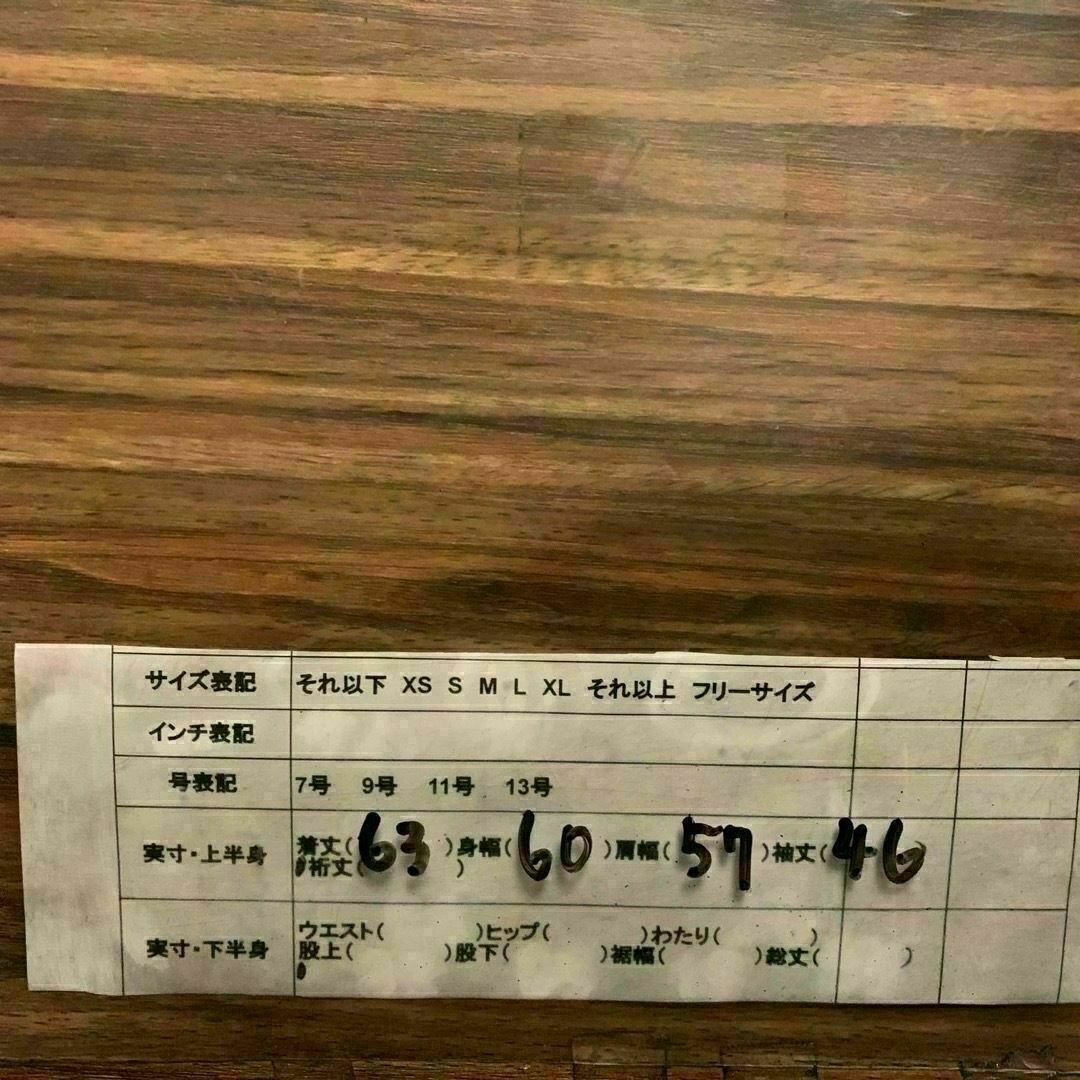 サイズ表記 それ以下 XS S M L XL それ以上 フリーサイズ
インチ表記
号表記 7号 9号 11号 13号
実寸・上半身 着丈(63)身幅(60)肩幅(57)袖丈(46
裄丈( )
実寸・下半身 ウエスト( )ヒップ( )わたり( )
股上( )股下( )裾幅( )総丈( )